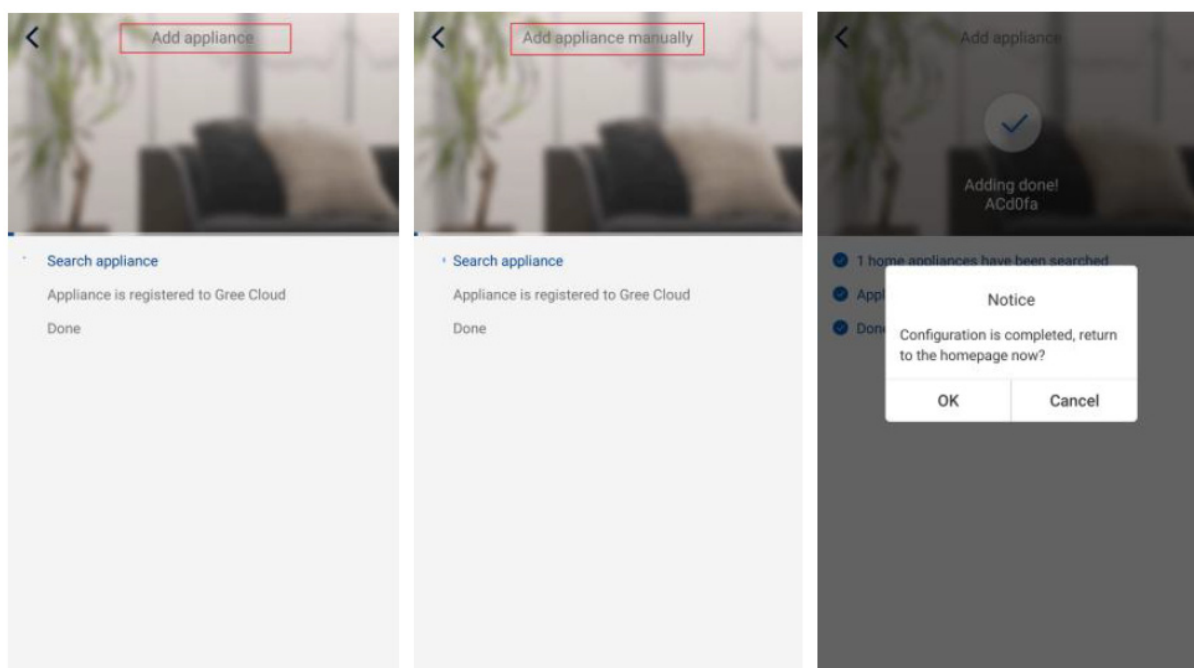 Add appliance
Search appliance
Appliance is registered to Gree Cloud
Done
Add appliance manually
Search appliance
Appliance is registered to Gree Cloud
Done
Add appliance
Adding done!
ACd0fa
1 home appliances have been searched
Appl
Done
Notice
Configuration is completed, return
to the homepage now?
OK
Cancel